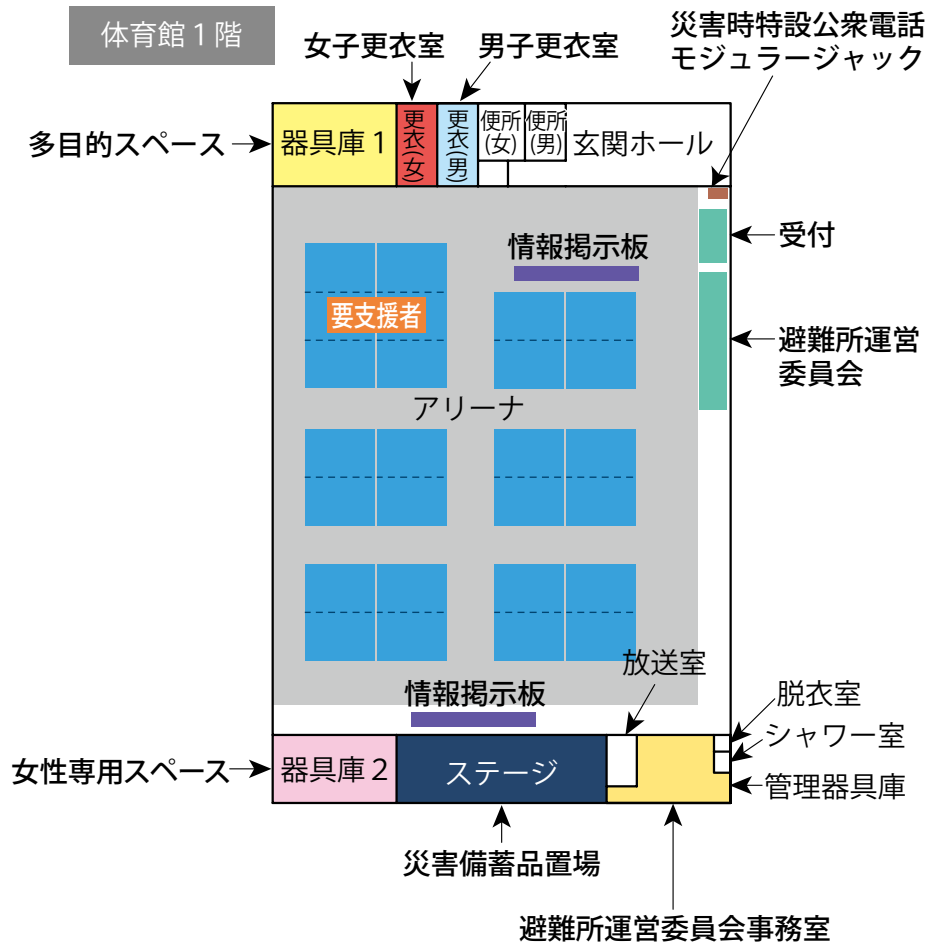 体育館１階
女子更衣室
男子更衣室
災害時特設公衆電話
モジュラージャック
多目的スペース
器具庫１
更衣(女)
更衣(男)
便所
(女)
便所
(男)
玄関ホール
受付
情報掲示板
要支援者
避難所運営
委員会
アリーナ
放送室
情報掲示板
脱衣室
シャワー室
女性専用スペース
器具庫２
ステージ
管理器具庫
災害備蓄品置場
避難所運営委員会事務室